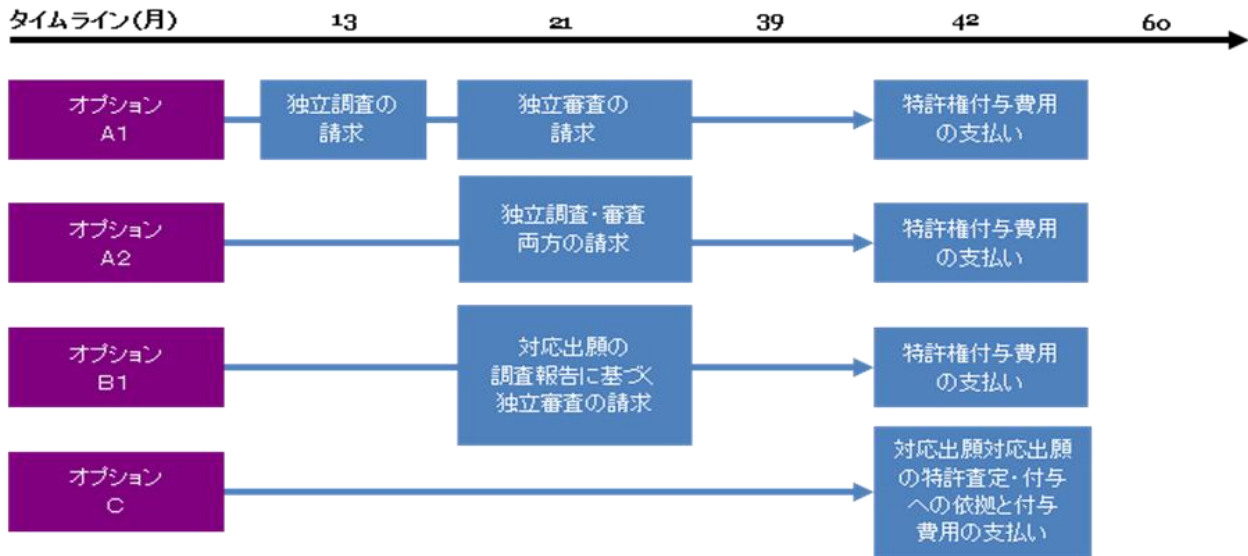 タイムライン(月) 13 21 39 42 60
オプション
A1
独立調査の
請求
独立審査の
請求
特許権付与費用
の支払い
オプション
A2
独立調査・審査
両方の請求
特許権付与費用
の支払い
オプション
B1
対応出願の
調査報告に基づく
独立審査の請求
特許権付与費用
の支払い
オプション
C
対応出願対応出願
の特許査定・付与
への依拠と付与
費用の支払い